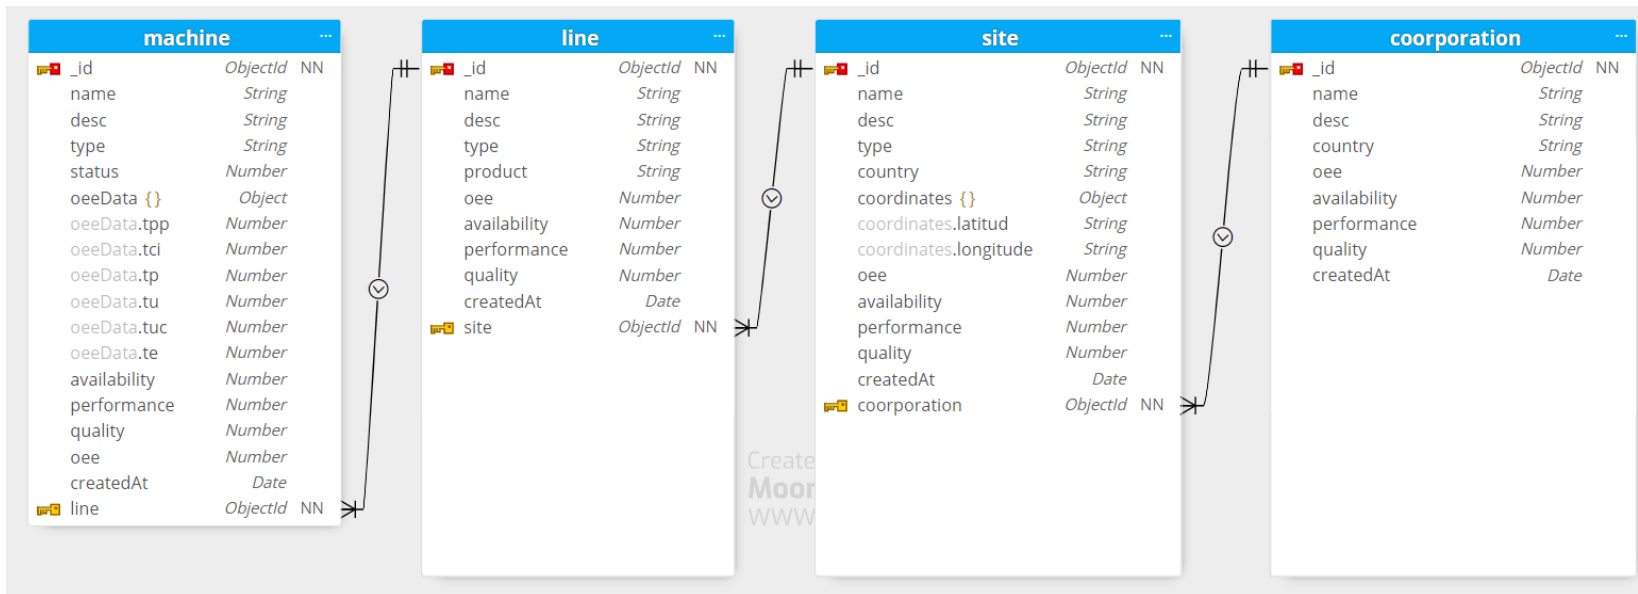 machine ...
_id ObjectId NN
name String
desc String
type String
status Number
oeeData {} Object
oeeData.tpp Number
oeeData.tci Number
oeeData.tp Number
oeeData.tu Number
oeeData.tuc Number
oeeData.te Number
availability Number
performance Number
quality Number
oee Number
createdAt Date
line ObjectId NN
line ...
_id ObjectId NN
name String
desc String
type String
product String
oee Number
availability Number
performance Number
quality Number
createdAt Date
site ObjectId NN
site ...
_id ObjectId NN
name String
desc String
type String
country String
coordinates {} Object
coordinates.latitud String
coordinates.longitude String
oee Number
availability Number
performance Number
quality Number
createdAt Date
coorporation ObjectId NN
coorporation ...
_id ObjectId NN
name String
desc String
country String
oee Number
availability Number
performance Number
quality Number
createdAt Date
Create
Moor
WWW